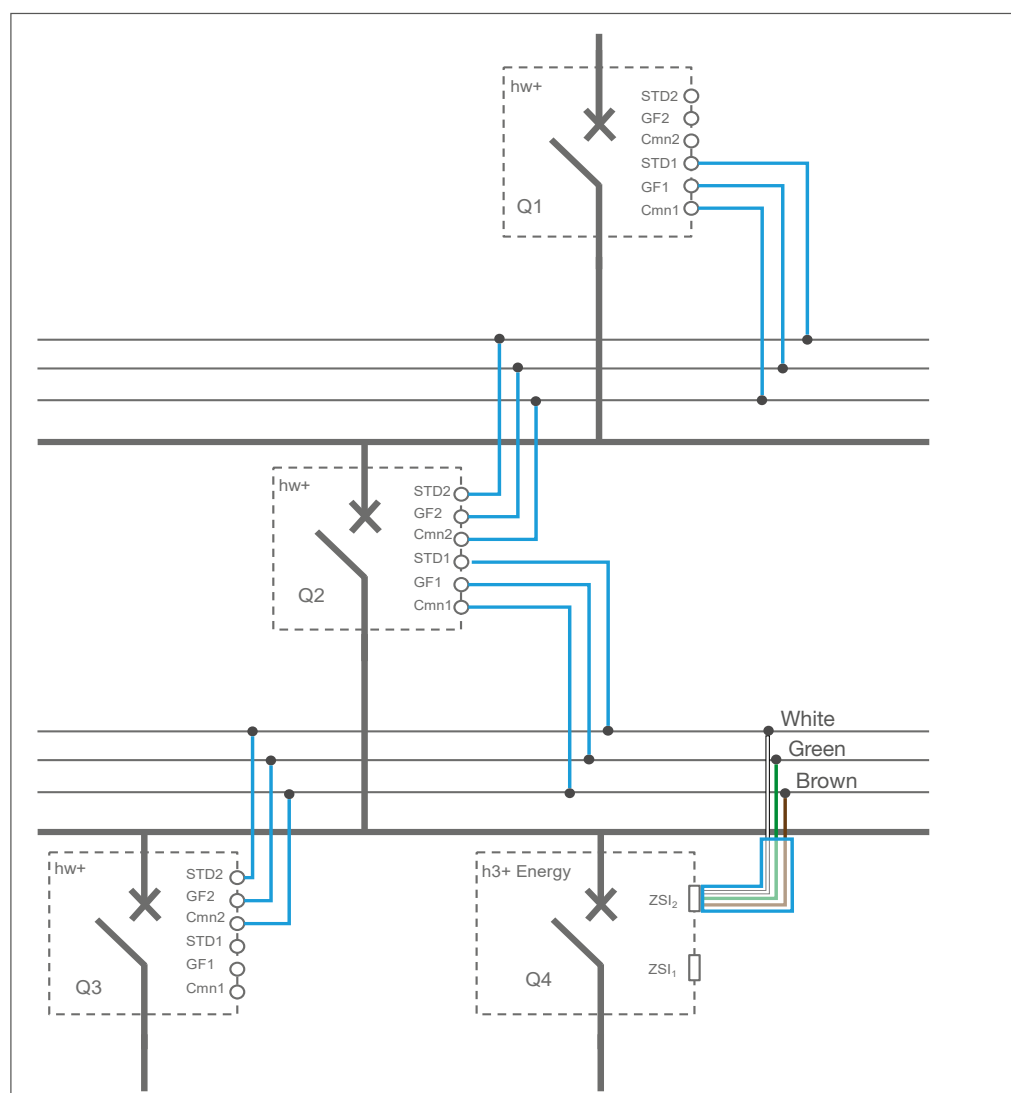 hw+
STD2
GF2
Cmn2
STD1
GF1
Cmn1
Q1
hw+
STD2
GF2
Cmn2
STD1
GF1
Cmn1
Q2
White
Green
Brown
hw+
STD2
GF2
Cmn2
STD1
GF1
Cmn1
Q3
h3+ Energy
ZSI₂
ZSI₁
Q4